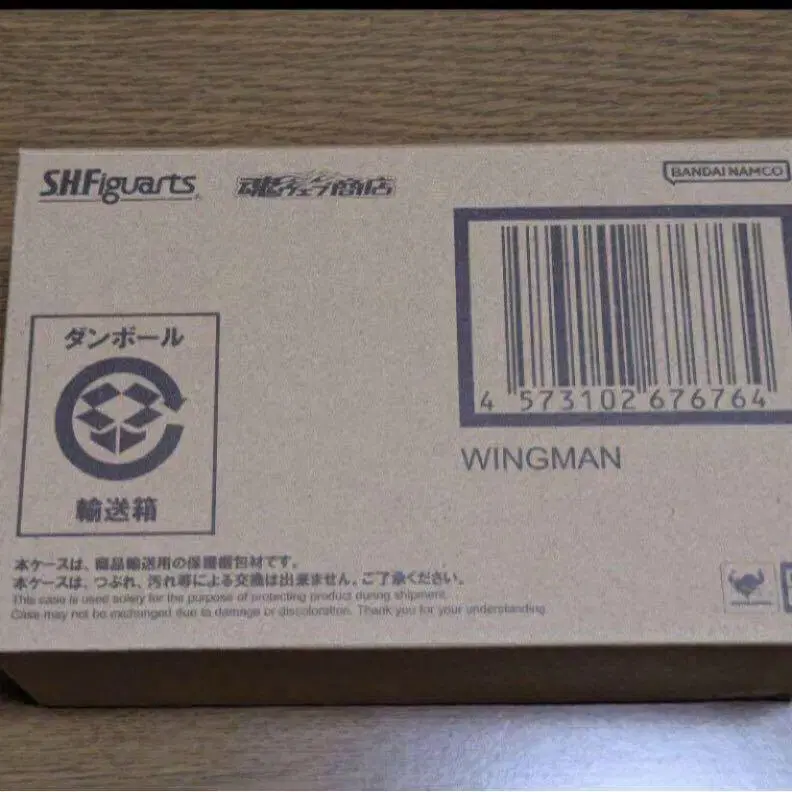 S.H.Figuarts
魂ウェブ商店
BANDAI NAMCO
ダンボール
輸送箱
4 573102 676764
WINGMAN
本ケースは、商品輸送用の保護梱包材です。
本ケースは、つぶれ、汚れ等による交換は出来ません。ご了承ください。
This case is used solely for the purpose of protecting product during shipment.
Case may not be exchanged due to damage or discoloration. Thank you for your understanding.